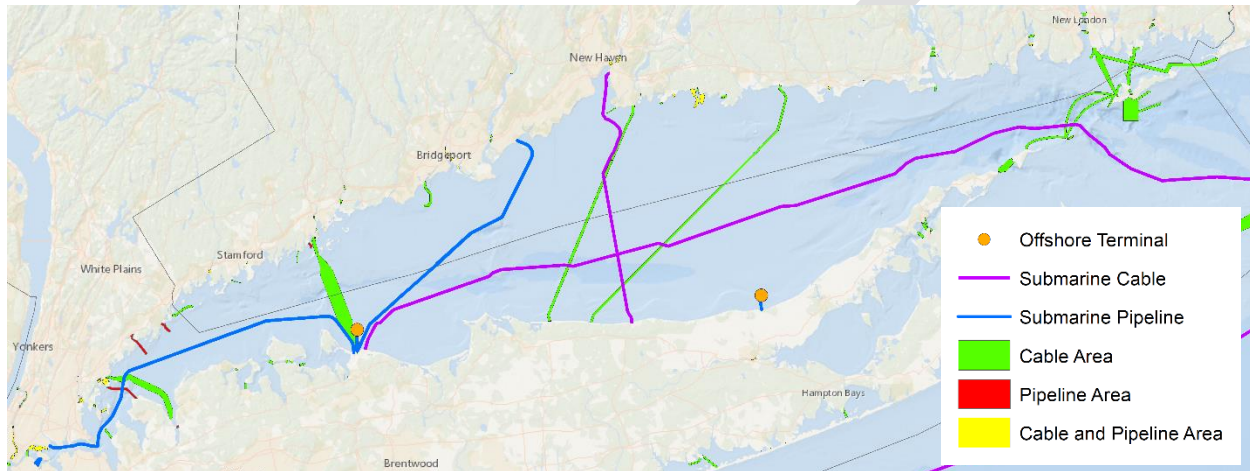 New London
New Haven
Bridgeport
Stamford
White Plains
Yonkers
Hampton Bays
Brentwood
Offshore Terminal
Submarine Cable
Submarine Pipeline
Cable Area
Pipeline Area
Cable and Pipeline Area